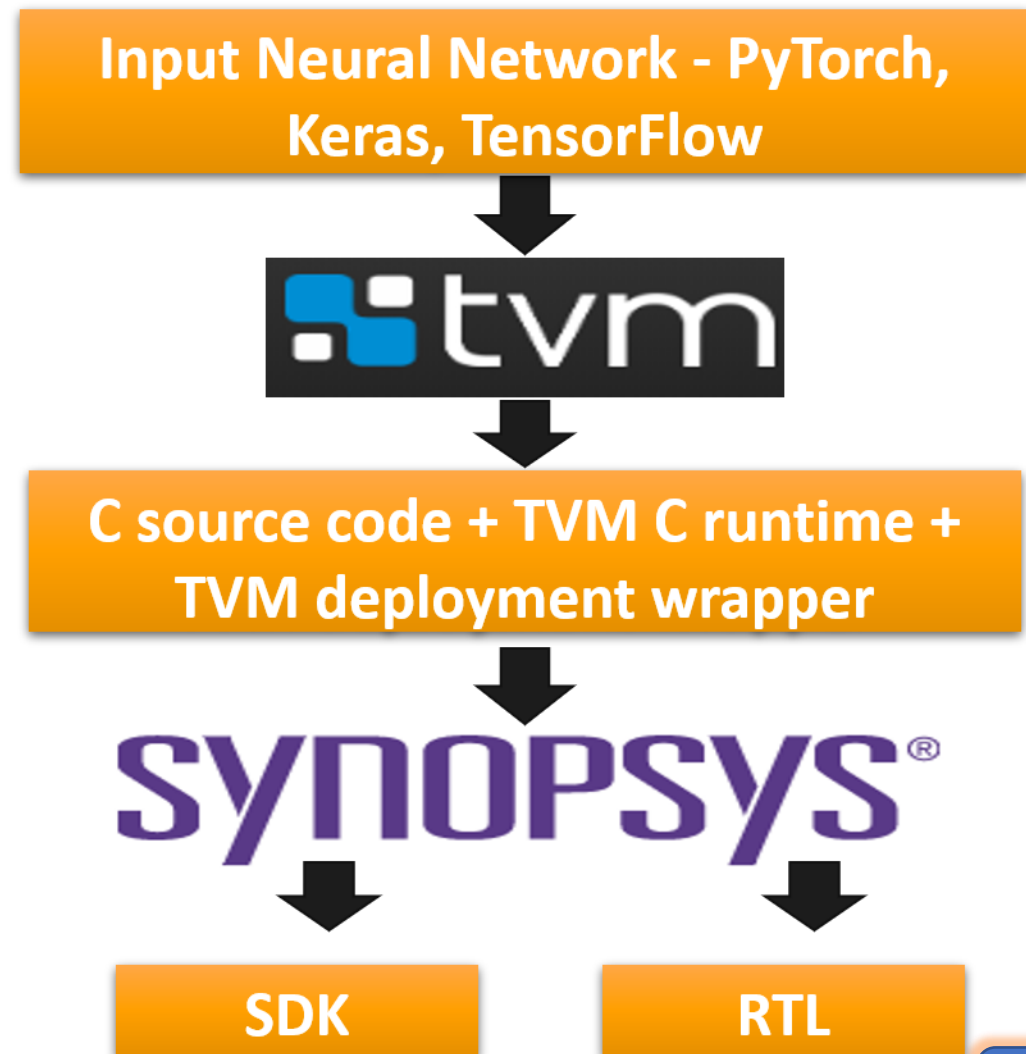 Input Neural Network - PyTorch,
Keras, TensorFlow
tvm
C source code + TVM C runtime +
TVM deployment wrapper
SYNOPSYS®
SDK
RTL